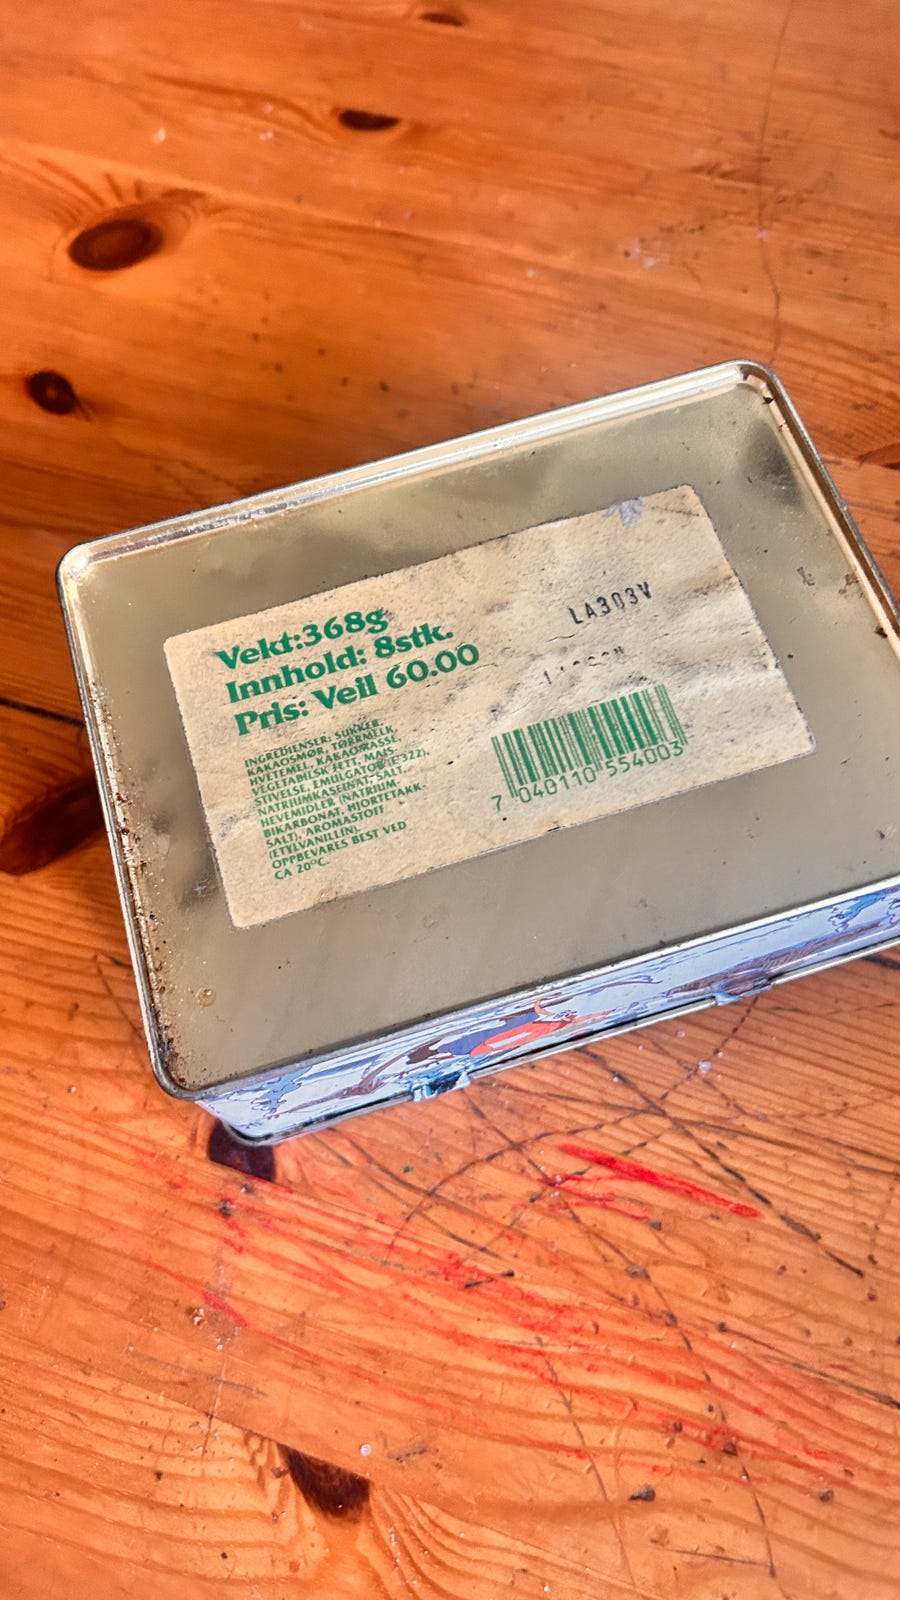 Vekt:368g
Innhold: 8stk.
Pris: Veil 60.00
INGREDIENSER: SUKKER,
KAKAOSMØR, TØRRMELK,
HVETEMEL, KAKAOMASSE,
VEGETABILSK FETT, MAIS-
STIVELSE, EMULGATOR (E 322),
NATRIUMKASEINAT, SALT,
HEVEMIDLER (NATRIUM-
BIKARBONAT, HJORTETAKK-
SALT), AROMASTOFF
(ETYLVANILLIN).
OPPBEVARES BEST VED
CA 20°C.
LA303V
7 040110 554003